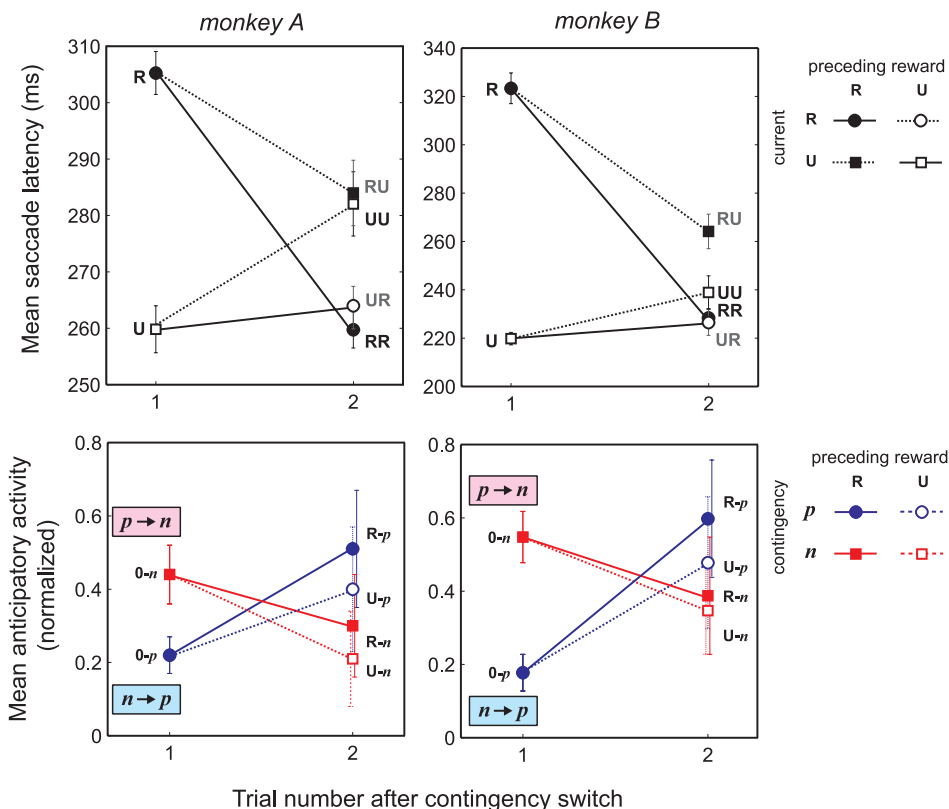 monkey A
monkey B
Mean saccade latency (ms)
310
300
290
280
270
260
250
R
U
RU
UU
UR
RR
1
2
340
320
300
280
260
240
220
200
R
U
RU
UU
RR
UR
1
2
preceding reward
R U
current
R
U
Mean anticipatory activity
(normalized)
0.8
0.6
0.4
0.2
0
p → n
0-n
0-p
n → p
R-p
U-p
R-n
U-n
1
2
0.8
0.6
0.4
0.2
0
p → n
0-n
0-p
n → p
R-p
U-p
R-n
U-n
1
2
preceding reward
R U
contingency
p
n
Trial number after contingency switch